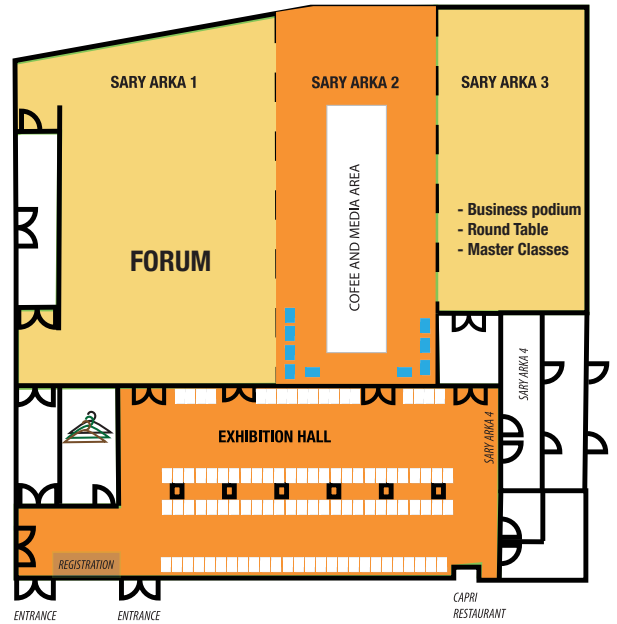 SARY ARKA 1
SARY ARKA 2
SARY ARKA 3
COFEE AND MEDIA AREA
- Business podium
- Round Table
- Master Classes
FORUM
SARY ARKA 4
SARY ARKA 4
EXHIBITION HALL
REGISTRATION
ENTRANCE
ENTRANCE
CAPRI
RESTAURANT